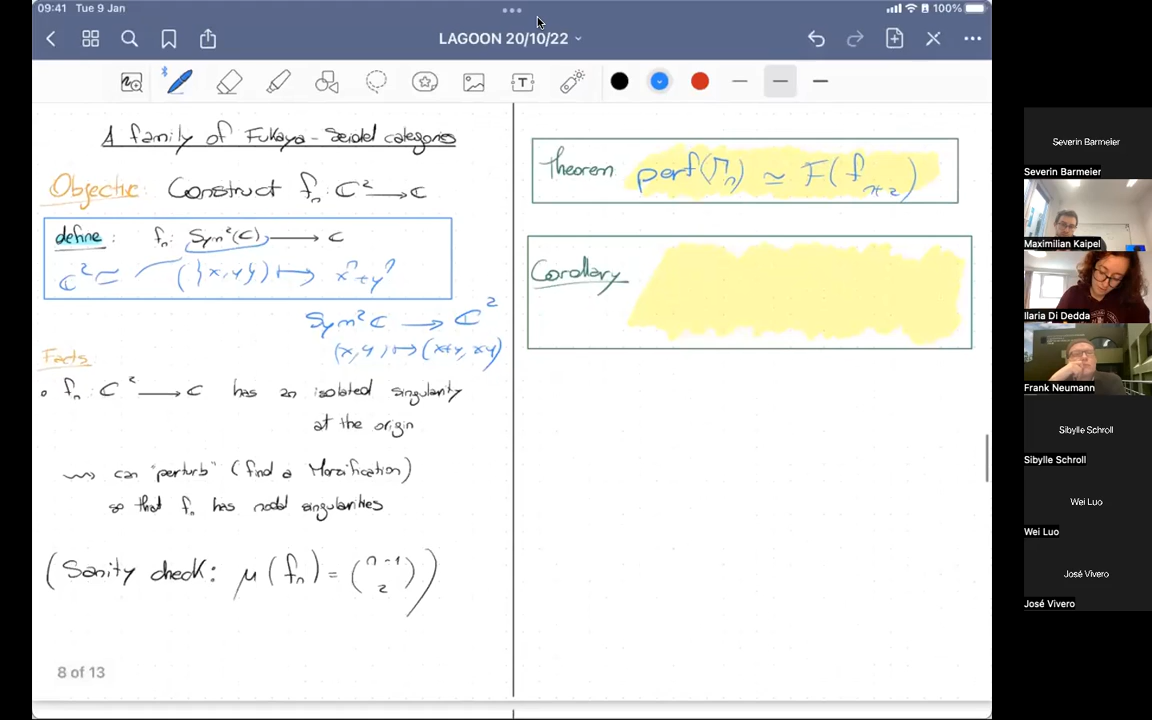 09:41 Tue 9 Jan
100%
LAGOON 20/10/22
A family of Fukaya-Seidel categories
Objective: Construct fₙ: ℂ² → ℂ
define: fₙ: Sym²(ℂ) → ℂ
ℂ² ≃ ({x,y}) ↦ xⁿ+yⁿ
Sym²ℂ → ℂ²
(x,y) ↦ (x+y, xy)
Facts
• fₙ: ℂ² → ℂ has an isolated singularity
at the origin
⇝ can "perturb" (find a Morsification)
so that fₙ has nodal singularities
(Sanity check: μ(fₙ) = (n-1 2))
8 of 13
Theorem perf(Γₙ) ≃ F(fₙ₊₂)
Corollary
Severin Barmeier
Severin Barmeier
Maximilian Kaipel
Ilaria Di Dedda
Frank Neumann
Sibylle Schroll
Sibylle Schroll
Wei Luo
Wei Luo
José Vivero
José Vivero